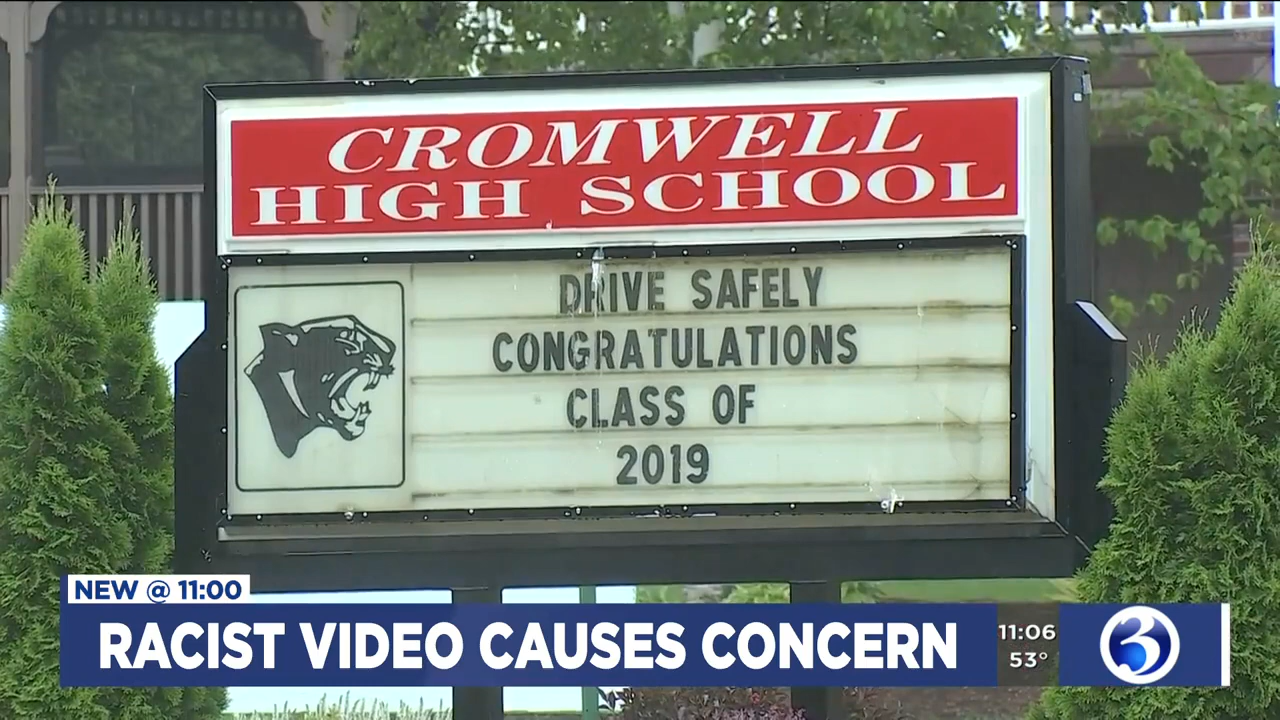 CROMWELL
HIGH SCHOOL
DRIVE SAFELY
CONGRATULATIONS
CLASS OF
2019
NEW @ 11:00
RACIST VIDEO CAUSES CONCERN
11:06
53°
3